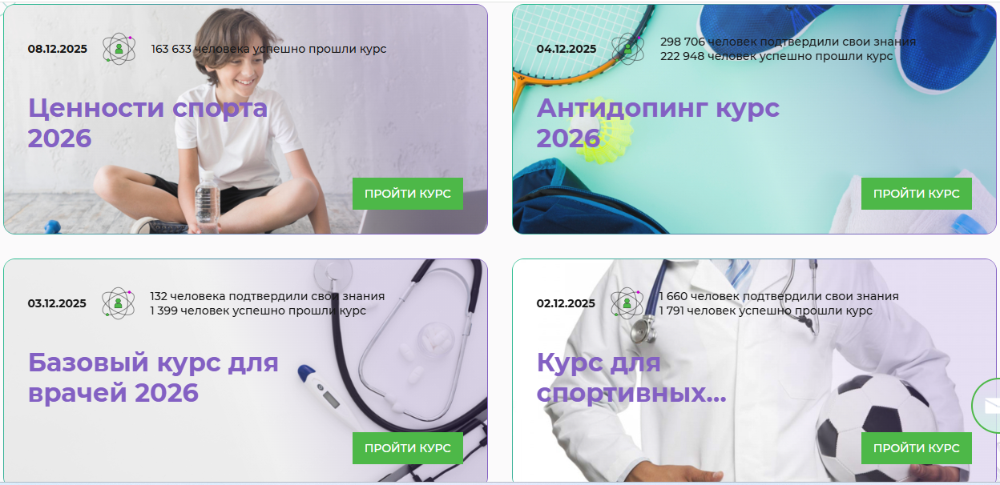 08.12.2025
163 633 человека успешно прошли курс
Ценности спорта
2026
ПРОЙТИ КУРС
04.12.2025
298 706 человек подтвердили свои знания
222 948 человек успешно прошли курс
Антидопинг курс
2026
ПРОЙТИ КУРС
03.12.2025
132 человека подтвердили свои знания
1 399 человек успешно прошли курс
Базовый курс для
врачей 2026
ПРОЙТИ КУРС
02.12.2025
1 660 человек подтвердили свои знания
1 791 человек успешно прошли курс
Курс для
спортивных...
ПРОЙТИ КУРС